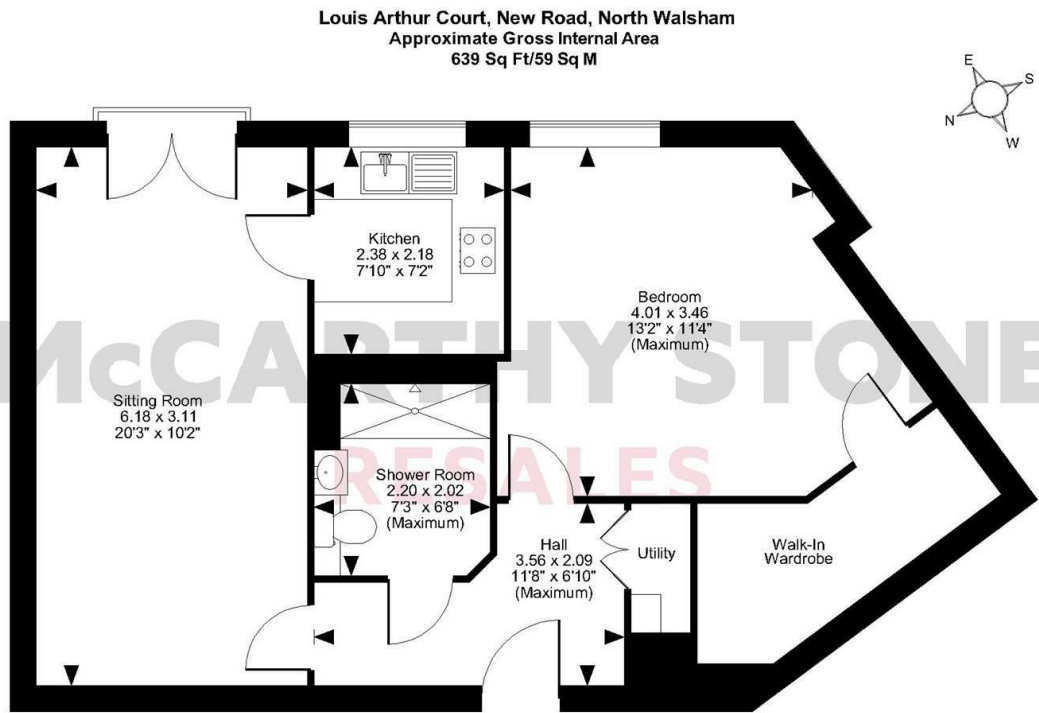 Louis Arthur Court, New Road, North Walsham
Approximate Gross Internal Area
639 Sq Ft/59 Sq M
E
S
N
W
Kitchen
2.38 x 2.18
7'10" x 7'2"
Bedroom
4.01 x 3.46
13'2" x 11'4"
(Maximum)
McCARTHY STONE
RESALES
Sitting Room
6.18 x 3.11
20'3" x 10'2"
Shower Room
2.20 x 2.02
7'3" x 6'8"
(Maximum)
Hall
3.56 x 2.09
11'8" x 6'10"
(Maximum)
Utility
Walk-In
Wardrobe